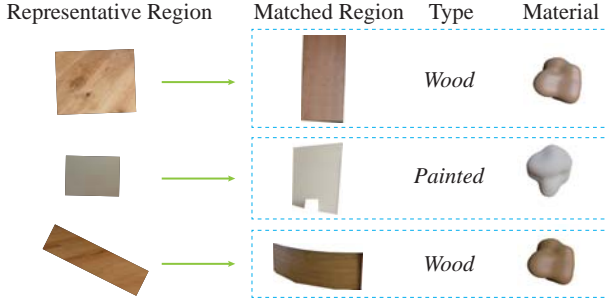 Representative Region Matched Region Type Material
Wood
Painted
Wood